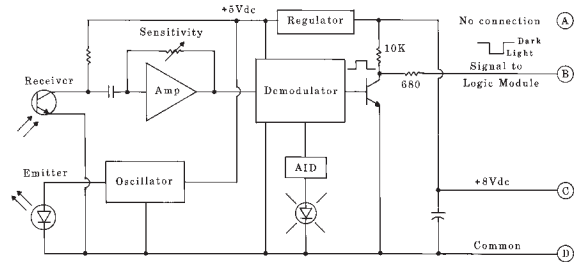 +5Vdc
Regulator
No connection
A
Sensitivity
10K
Dark
Light
Signal to
B
Receiver
Amp
Demodulator
680
Logic Module
Emitter
Oscillator
AID
+8Vdc
C
Common
D